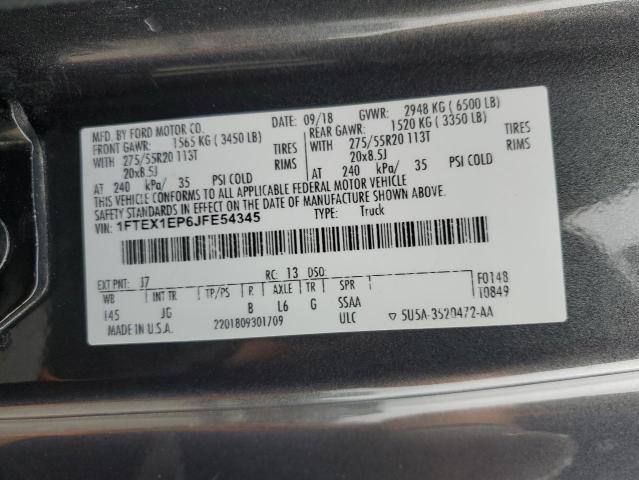 MFD. BY FORD MOTOR CO. DATE: 09/18 GVWR: 2948 KG ( 6500 LB)
FRONT GAWR: 1565 KG ( 3450 LB) REAR GAWR: 1520 KG ( 3350 LB)
WITH 275/55R20 113T TIRES WITH 275/55R20 113T TIRES
20x8.5J RIMS 20x8.5J RIMS
AT 240 kPa/ 35 PSI COLD AT 240 kPa/ 35 PSI COLD
THIS VEHICLE CONFORMS TO ALL APPLICABLE FEDERAL MOTOR VEHICLE
SAFETY STANDARDS IN EFFECT ON THE DATE OF MANUFACTURE SHOWN ABOVE.
VIN: 1FTEX1EP6JFE54345 TYPE: Truck
EXT PNT: J7 RC: 13 DSO: F0148
WB INT TR TP/PS R AXLE TR SPR T0849
145 JG B L6 G SSAA
MADE IN U.S.A. 2201809301709 ULC ▽ 5U5A-3520472-AA